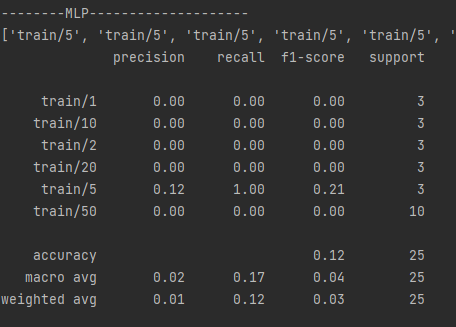 --------MLP--------------------
['train/5', 'train/5', 'train/5', 'train/5', 'train/5', '
precision recall f1-score support
train/1 0.00 0.00 0.00 3
train/10 0.00 0.00 0.00 3
train/2 0.00 0.00 0.00 3
train/20 0.00 0.00 0.00 3
train/5 0.12 1.00 0.21 3
train/50 0.00 0.00 0.00 10
accuracy 0.12 25
macro avg 0.02 0.17 0.04 25
weighted avg 0.01 0.12 0.03 25